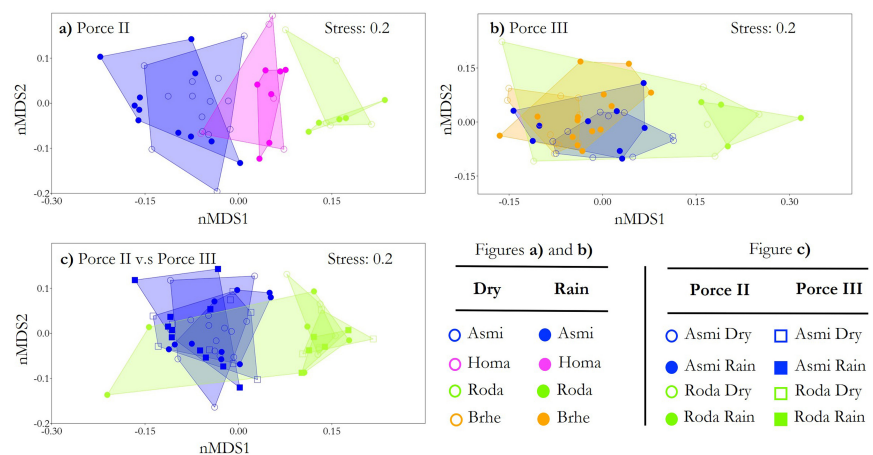 a) Porce II Stress: 0.2
0.1
0.0
-0.1
-0.2
nMDS2
-0.30 -0.15 0.00 0.15 0.30
nMDS1
b) Porce III Stress: 0.2
0.15
0.00
-0.15
nMDS2
-0.15 0.00 0.15 0.30
nMDS1
c) Porce II v.s Porce III Stress: 0.2
0.1
0.0
-0.1
-0.2
nMDS2
-0.30 -0.15 0.00 0.15 0.30
nMDS1
Figures a) and b)
Dry Rain
Asmi Asmi
Homa Homa
Roda Roda
Brhe Brhe
Figure c)
Porce II Porce III
Asmi Dry Asmi Dry
Asmi Rain Asmi Rain
Roda Dry Roda Dry
Roda Rain Roda Rain